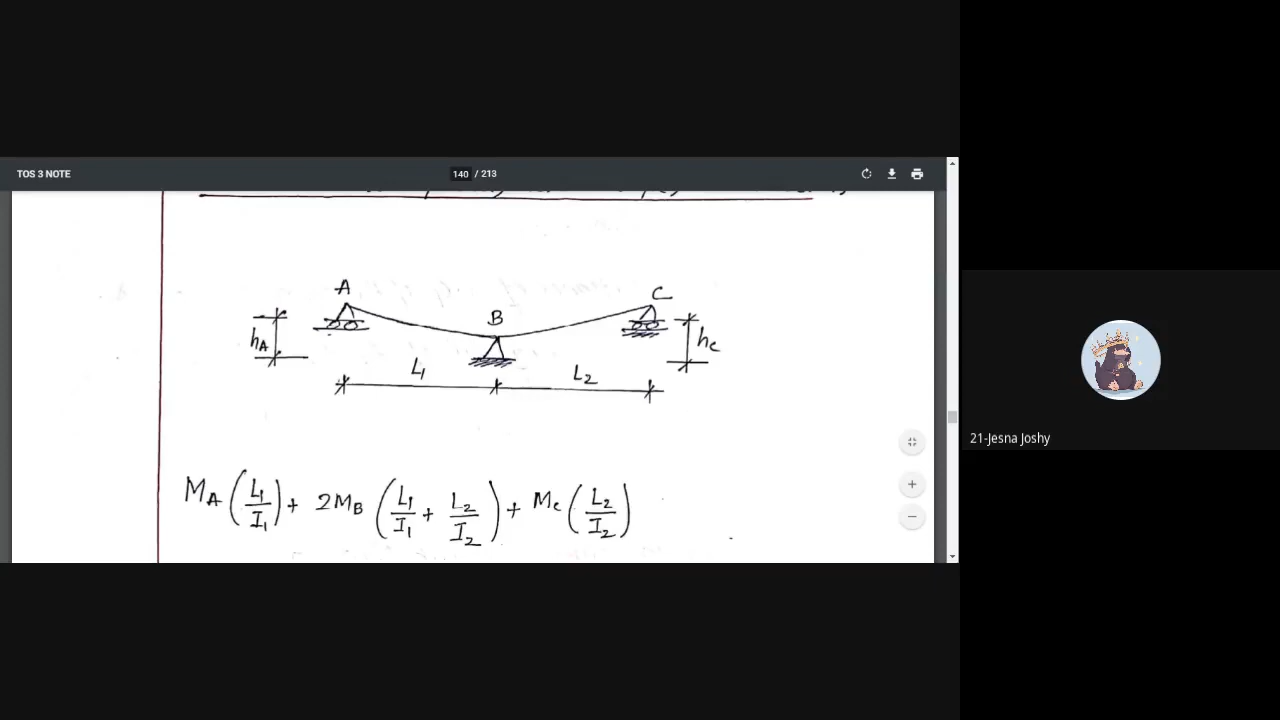 TOS 3 NOTE
140 / 213
A
B
C
hA
hc
L1
L2
MA (L1/I1) + 2MB (L1/I1 + L2/I2) + Mc (L2/I2)
21-Jesna Joshy